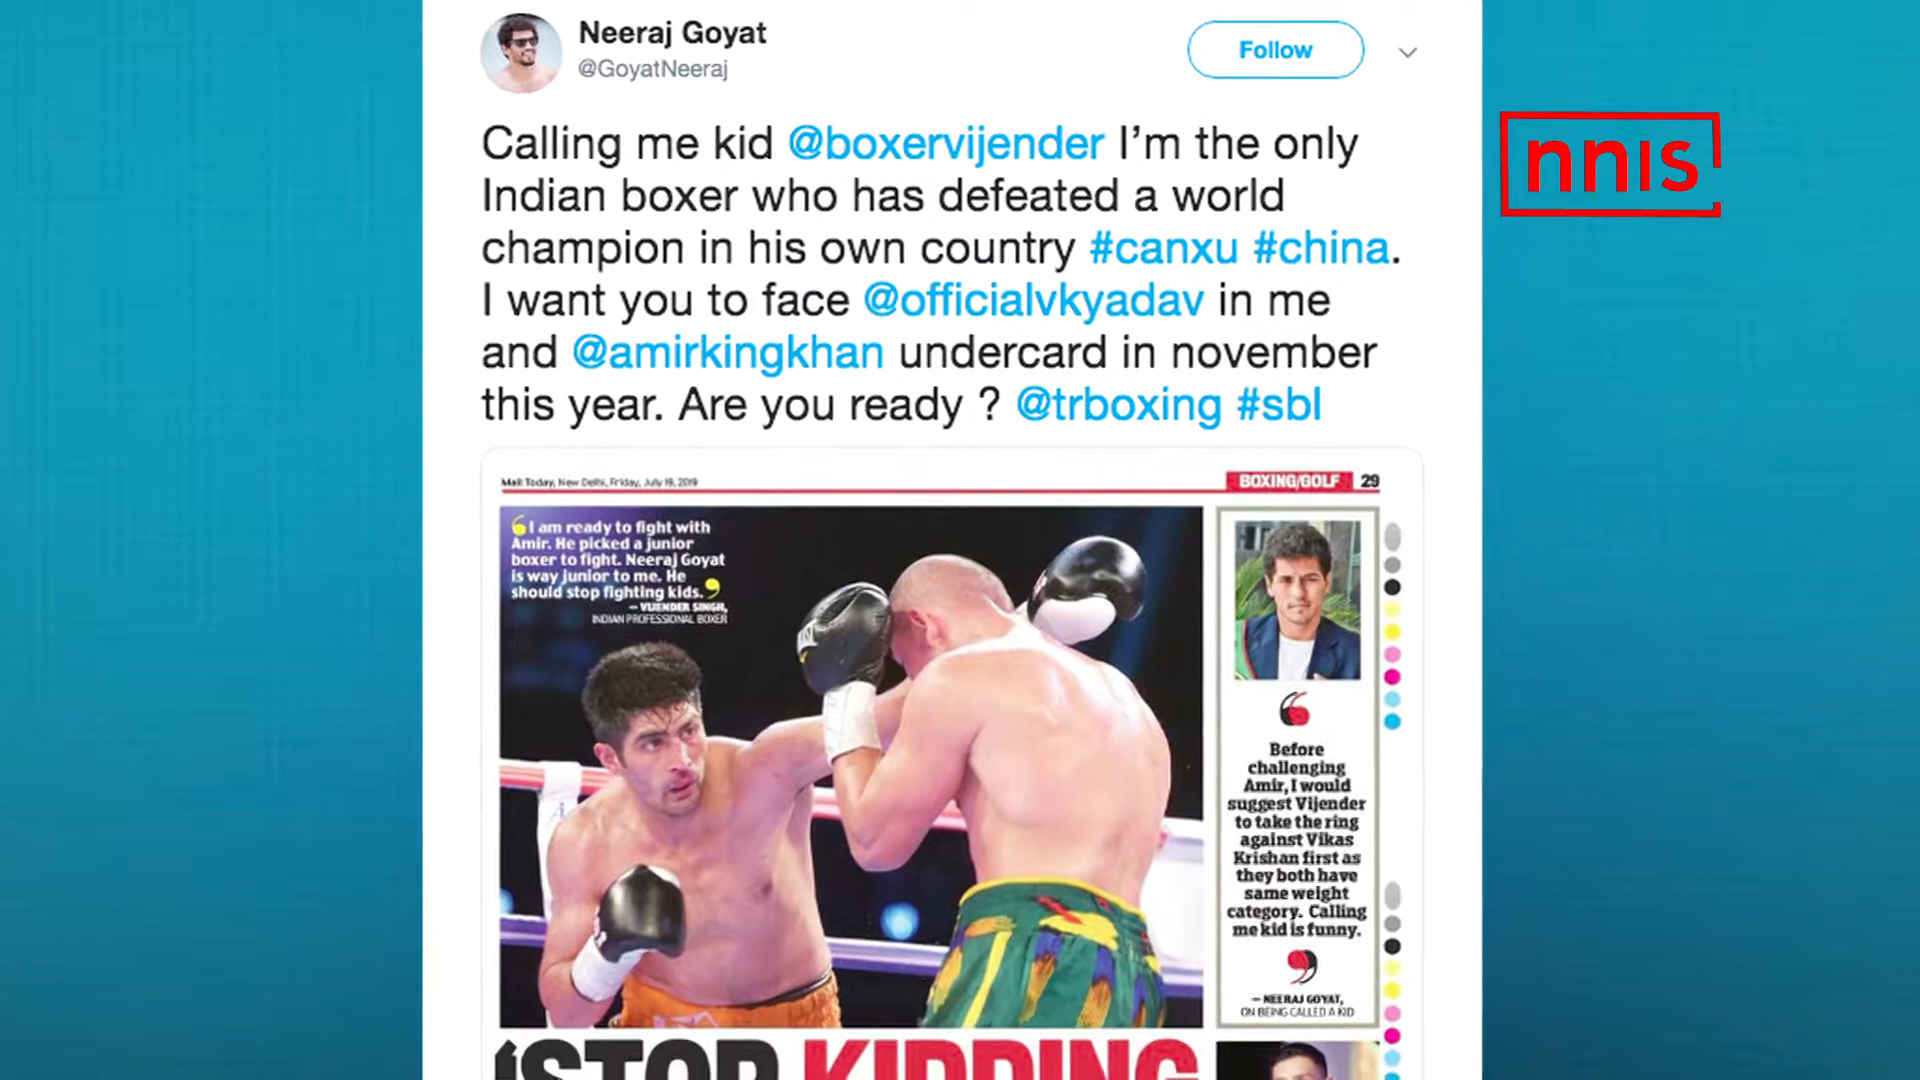 Neeraj Goyat
@GoyatNeeraj
Follow
Calling me kid @boxervijender I’m the only
Indian boxer who has defeated a world
champion in his own country #canxu #china.
I want you to face @officialvkyadav in me
and @amirkingkhan undercard in november
this year. Are you ready ? @trboxing #sbl
nnis
Mail Today, New Delhi, Friday, July 19, 2019
BOXING/GOLF 29
I am ready to fight with
Amir. He picked a junior
boxer to fight. Neeraj Goyat
is way junior to me. He
should stop fighting kids.
– VIJENDER SINGH,
INDIAN PROFESSIONAL BOXER
Before
challenging
Amir, I would
suggest Vijender
to take the ring
against Vikas
Krishan first as
they both have
same weight
category. Calling
me kid is funny.
– NEERAJ GOYAT,
ON BEING CALLED A KID
‘STOP KIDDING